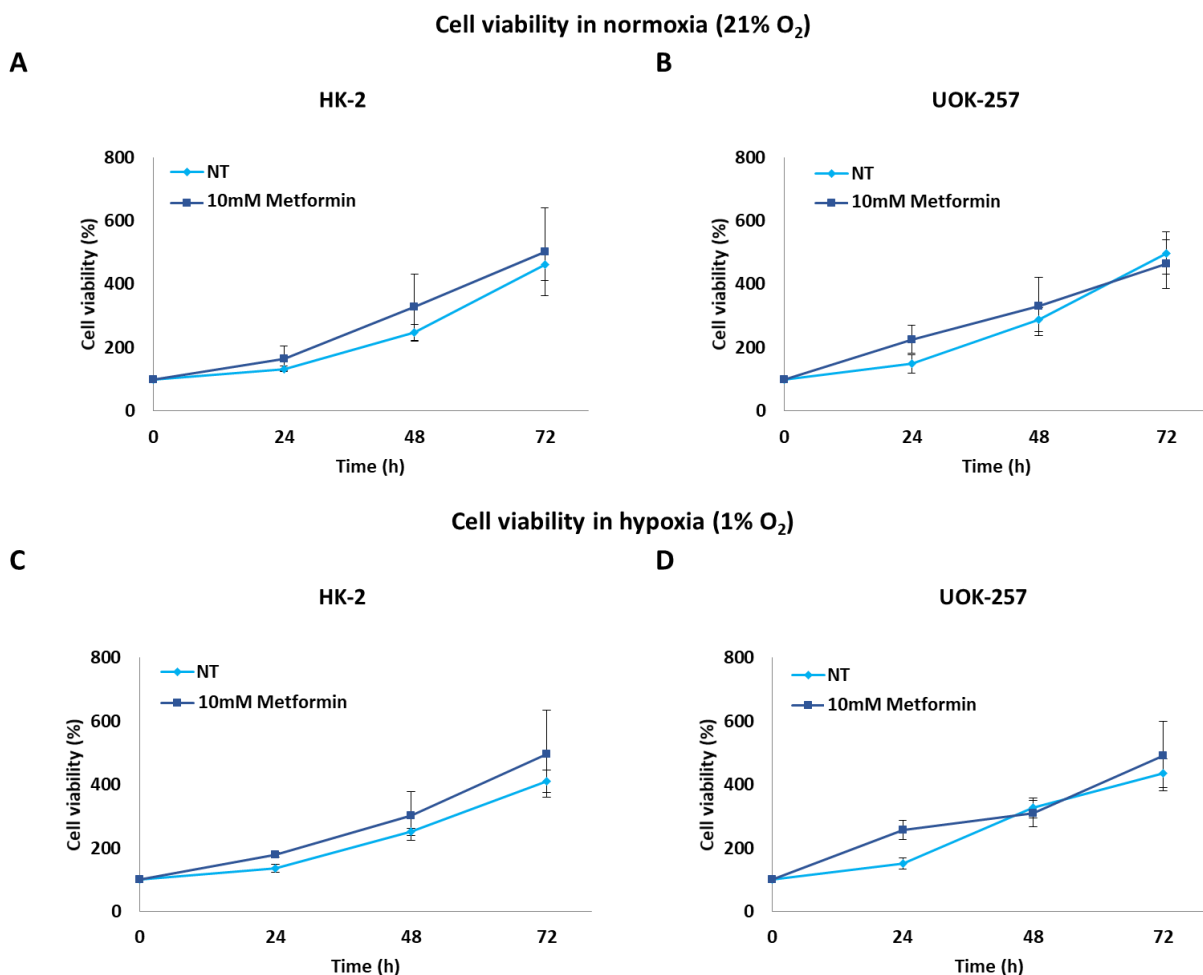 Cell viability in normoxia (21% O₂)
A
B
HK-2
UOK-257
NT
10mM Metformin
800
600
400
200
0
Cell viability (%)
0 24 48 72
Time (h)
NT
10mM Metformin
800
600
400
200
0
Cell viability (%)
0 24 48 72
Time (h)
Cell viability in hypoxia (1% O₂)
C
D
HK-2
UOK-257
NT
10mM Metformin
800
600
400
200
0
Cell viability (%)
0 24 48 72
Time (h)
NT
10mM Metformin
800
600
400
200
0
Cell viability (%)
0 24 48 72
Time (h)